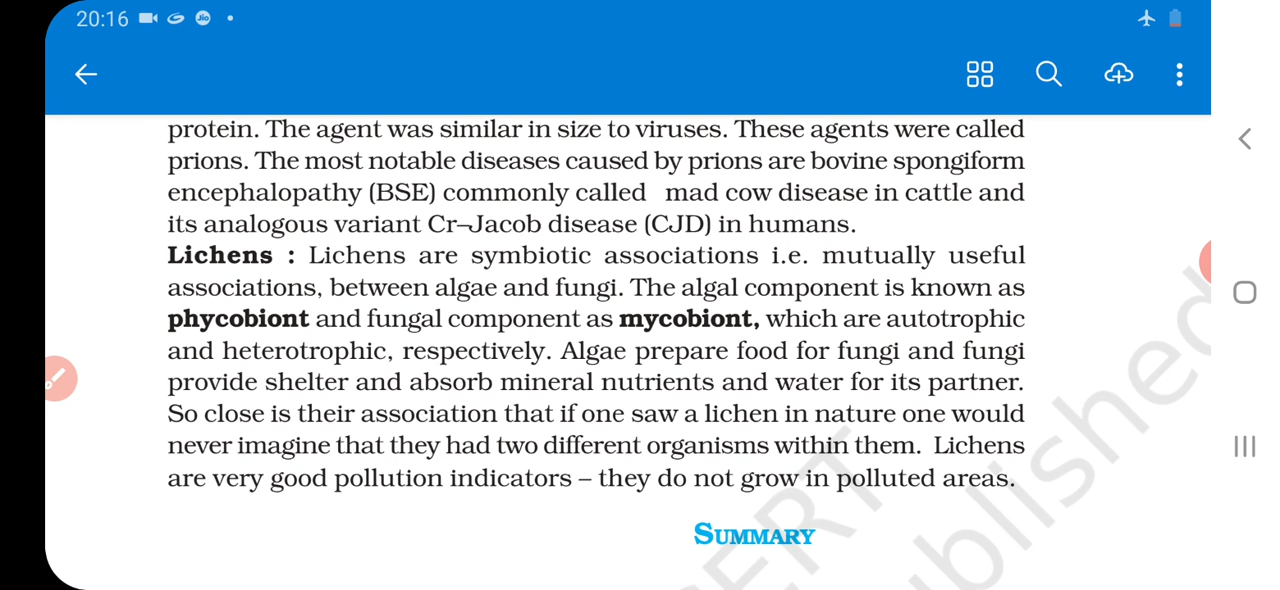 20:16
Jio
protein. The agent was similar in size to viruses. These agents were called
prions. The most notable diseases caused by prions are bovine spongiform
encephalopathy (BSE) commonly called mad cow disease in cattle and
its analogous variant Cr–Jacob disease (CJD) in humans.
Lichens : Lichens are symbiotic associations i.e. mutually useful
associations, between algae and fungi. The algal component is known as
phycobiont and fungal component as mycobiont, which are autotrophic
and heterotrophic, respectively. Algae prepare food for fungi and fungi
provide shelter and absorb mineral nutrients and water for its partner.
So close is their association that if one saw a lichen in nature one would
never imagine that they had two different organisms within them. Lichens
are very good pollution indicators – they do not grow in polluted areas.
SUMMARY